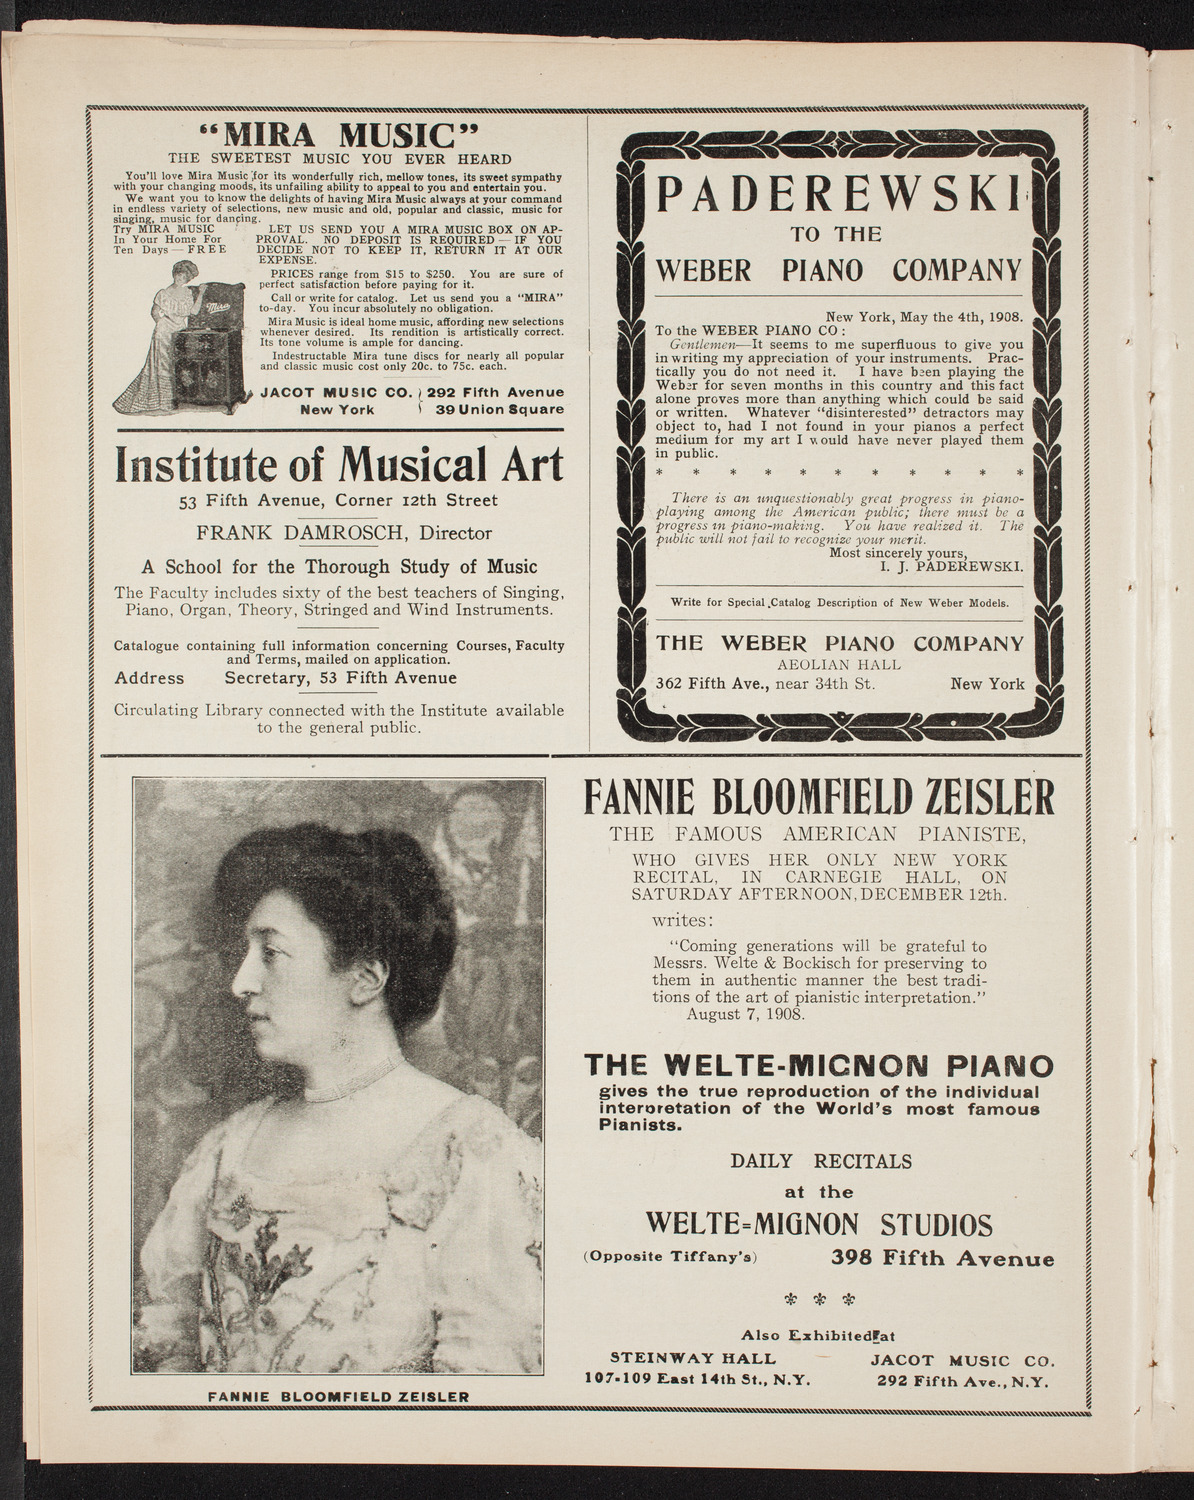 "MIRA MUSIC"
THE SWEETEST MUSIC YOU EVER HEARD
You'll love Mira Music for its wonderfully rich, mellow tones, its sweet sympathy
with your changing moods, its unfailing ability to appeal to you and entertain you.
We want you to know the delights of having Mira Music always at your command
in endless variety of selections, new music and old, popular and classic, music for
singing, music for dancing.
Try MIRA MUSIC
In Your Home For
Ten Days — FREE
LET US SEND YOU A MIRA MUSIC BOX ON AP-
PROVAL. NO DEPOSIT IS REQUIRED — IF YOU
DECIDE NOT TO KEEP IT, RETURN IT AT OUR
EXPENSE.
PRICES range from $15 to $250. You are sure of
perfect satisfaction before paying for it.
Call or write for catalog. Let us send you a "MIRA"
to-day. You incur absolutely no obligation.
Mira Music is ideal home music, affording new selections
whenever desired. Its rendition is artistically correct.
Its tone volume is ample for dancing.
Indestructable Mira tune discs for nearly all popular
and classic music cost only 20c. to 75c. each.
Mira
JACOT MUSIC CO. 292 Fifth Avenue
New York 39 Union Square
Institute of Musical Art
53 Fifth Avenue, Corner 12th Street
FRANK DAMROSCH, Director
A School for the Thorough Study of Music
The Faculty includes sixty of the best teachers of Singing,
Piano, Organ, Theory, Stringed and Wind Instruments.
Catalogue containing full information concerning Courses, Faculty
and Terms, mailed on application.
Address Secretary, 53 Fifth Avenue
Circulating Library connected with the Institute available
to the general public.
PADEREWSKI
TO THE
WEBER PIANO COMPANY
New York, May the 4th, 1908.
To the WEBER PIANO CO:
Gentlemen—It seems to me superfluous to give you
in writing my appreciation of your instruments. Prac-
tically you do not need it. I have been playing the
Weber for seven months in this country and this fact
alone proves more than anything which could be said
or written. Whatever "disinterested" detractors may
object to, had I not found in your pianos a perfect
medium for my art I would have never played them
in public.
* * * * * * * * * * *
There is an unquestionably great progress in piano-
playing among the American public; there must be a
progress in piano-making. You have realized it. The
public will not fail to recognize your merit.
Most sincerely yours,
I. J. PADEREWSKI.
Write for Special Catalog Description of New Weber Models.
THE WEBER PIANO COMPANY
AEOLIAN HALL
362 Fifth Ave., near 34th St. New York
FANNIE BLOOMFIELD ZEISLER
FANNIE BLOOMFIELD ZEISLER
THE FAMOUS AMERICAN PIANISTE,
WHO GIVES HER ONLY NEW YORK
RECITAL, IN CARNEGIE HALL, ON
SATURDAY AFTERNOON, DECEMBER 12th.
writes:
"Coming generations will be grateful to
Messrs. Welte & Bockisch for preserving to
them in authentic manner the best tradi-
tions of the art of pianistic interpretation."
August 7, 1908.
THE WELTE-MIGNON PIANO
gives the true reproduction of the individual
interpretation of the World's most famous
Pianists.
DAILY RECITALS
at the
WELTE=MIGNON STUDIOS
(Opposite Tiffany's) 398 Fifth Avenue
Also Exhibited at
STEINWAY HALL JACOT MUSIC CO.
107-109 East 14th St., N.Y. 292 Fifth Ave., N.Y.